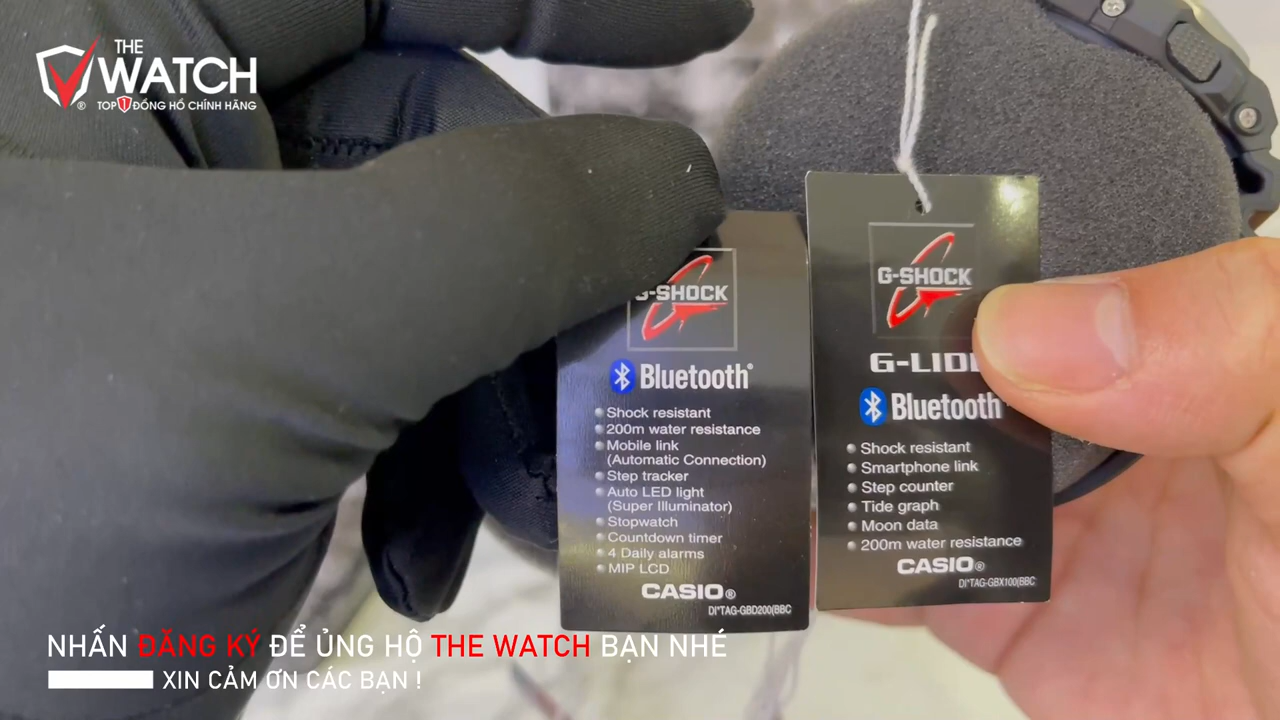 THE
WATCH
®
TOP 1 ĐỒNG HỒ CHÍNH HÃNG
G-SHOCK
Bluetooth®
Shock resistant
200m water resistance
Mobile link
(Automatic Connection)
Step tracker
Auto LED light
(Super Illuminator)
Stopwatch
Countdown timer
4 Daily alarms
MIP LCD
CASIO®
DI*TAG-GBD200(BBC
G-SHOCK
Bluetooth
Shock resistant
Smartphone link
Step counter
Tide graph
Moon data
200m water resistance
CASIO®
DI*TAG-GBX100(BBC
NHẤN ĐĂNG KÝ ĐỂ ỦNG HỘ THE WATCH BẠN NHÉ
XIN CẢM ƠN CÁC BẠN !